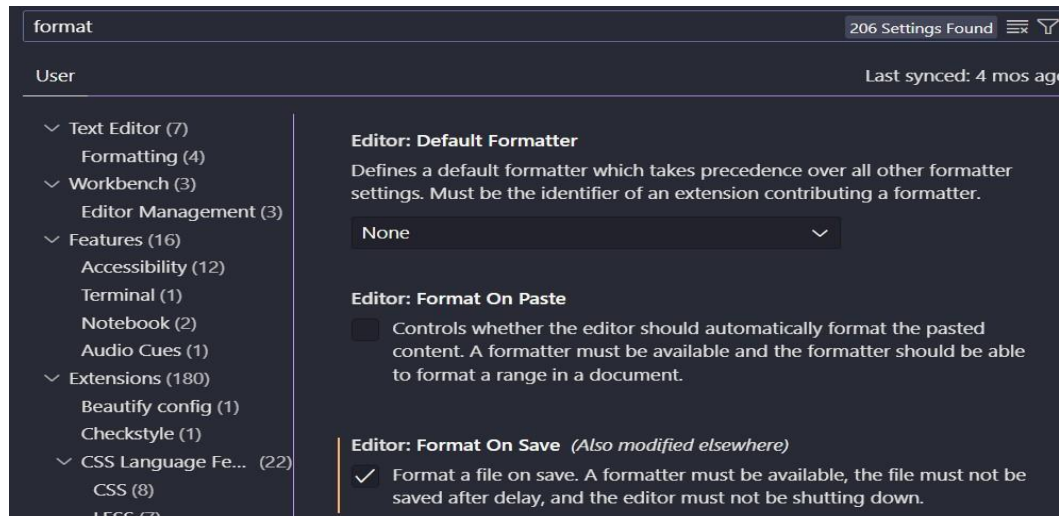 format
206 Settings Found
User
Last synced: 4 mos ago
Text Editor (7)
Formatting (4)
Workbench (3)
Editor Management (3)
Features (16)
Accessibility (12)
Terminal (1)
Notebook (2)
Audio Cues (1)
Extensions (180)
Beautify config (1)
Checkstyle (1)
CSS Language Fe... (22)
CSS (8)
LESS (7)
Editor: Default Formatter
Defines a default formatter which takes precedence over all other formatter
settings. Must be the identifier of an extension contributing a formatter.
None
Editor: Format On Paste
Controls whether the editor should automatically format the pasted
content. A formatter must be available and the formatter should be able
to format a range in a document.
Editor: Format On Save (Also modified elsewhere)
Format a file on save. A formatter must be available, the file must not be
saved after delay, and the editor must not be shutting down.